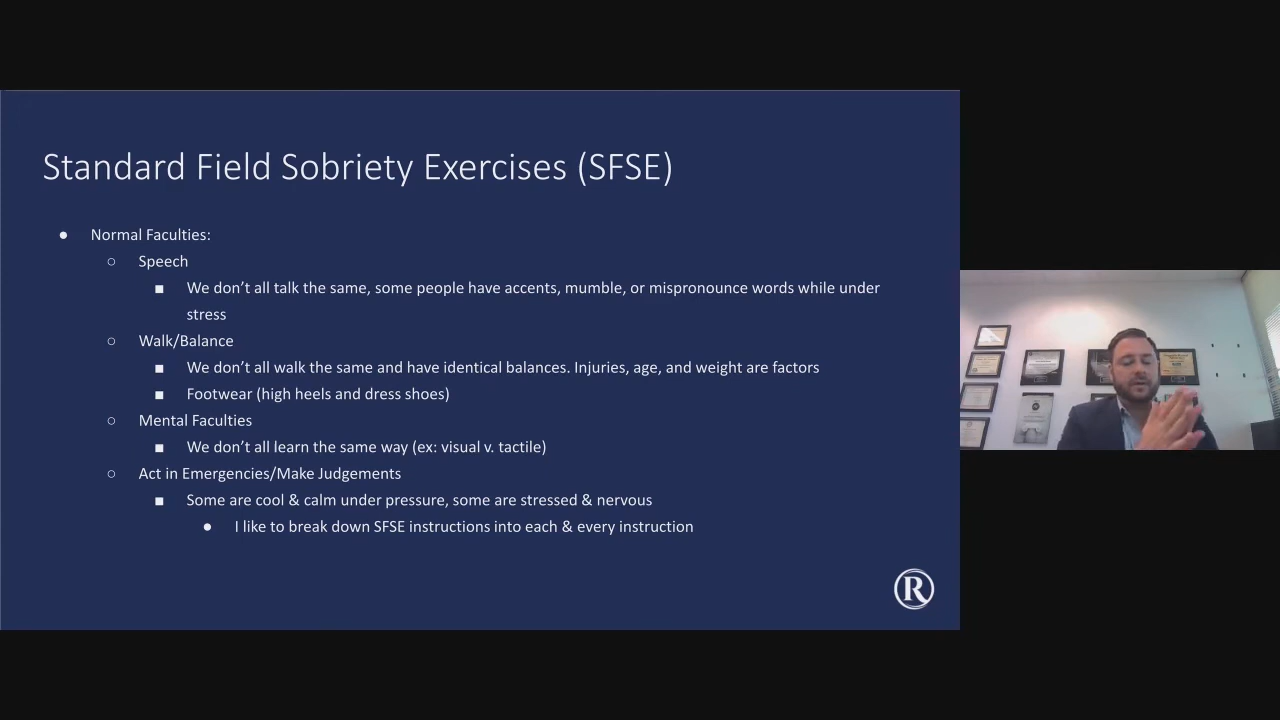 Standard Field Sobriety Exercises (SFSE)
● Normal Faculties:
○ Speech
■ We don’t all talk the same, some people have accents, mumble, or mispronounce words while under
stress
○ Walk/Balance
■ We don’t all walk the same and have identical balances. Injuries, age, and weight are factors
■ Footwear (high heels and dress shoes)
○ Mental Faculties
■ We don’t all learn the same way (ex: visual v. tactile)
○ Act in Emergencies/Make Judgements
■ Some are cool & calm under pressure, some are stressed & nervous
● I like to break down SFSE instructions into each & every instruction
R